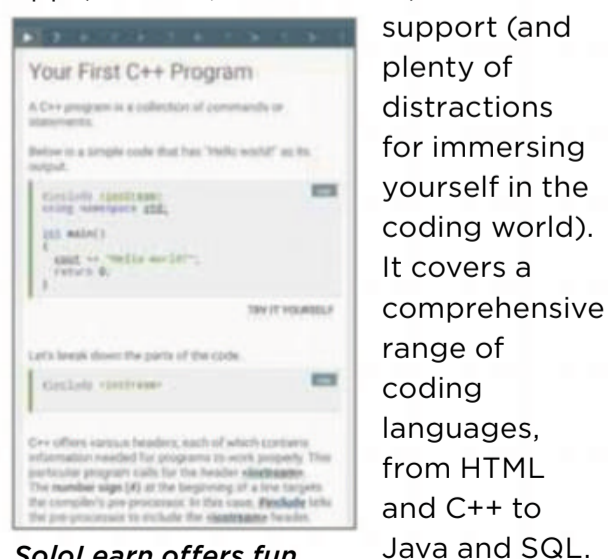 Your First C++ Program
A C++ program is a collection of commands or
statements.
Below is a simple code that has "Hello world!" as its
output.
#include <iostream>
using namespace std;
int main()
{
cout << "Hello world!";
return 0;
}
TRY IT YOURSELF
Let's break down the parts of the code.
#include <iostream>
C++ offers various headers, each of which contains
information needed for programs to work properly. This
particular program calls for the header <iostream>.
The number sign (#) at the beginning of a line targets
the compiler's pre-processor. In this case, #include tells
the pre-processor to include the <iostream> header.
SoloLearn offers fun
support (and
plenty of
distractions
for immersing
yourself in the
coding world).
It covers a
comprehensive
range of
coding
languages,
from HTML
and C++ to
Java and SQL.